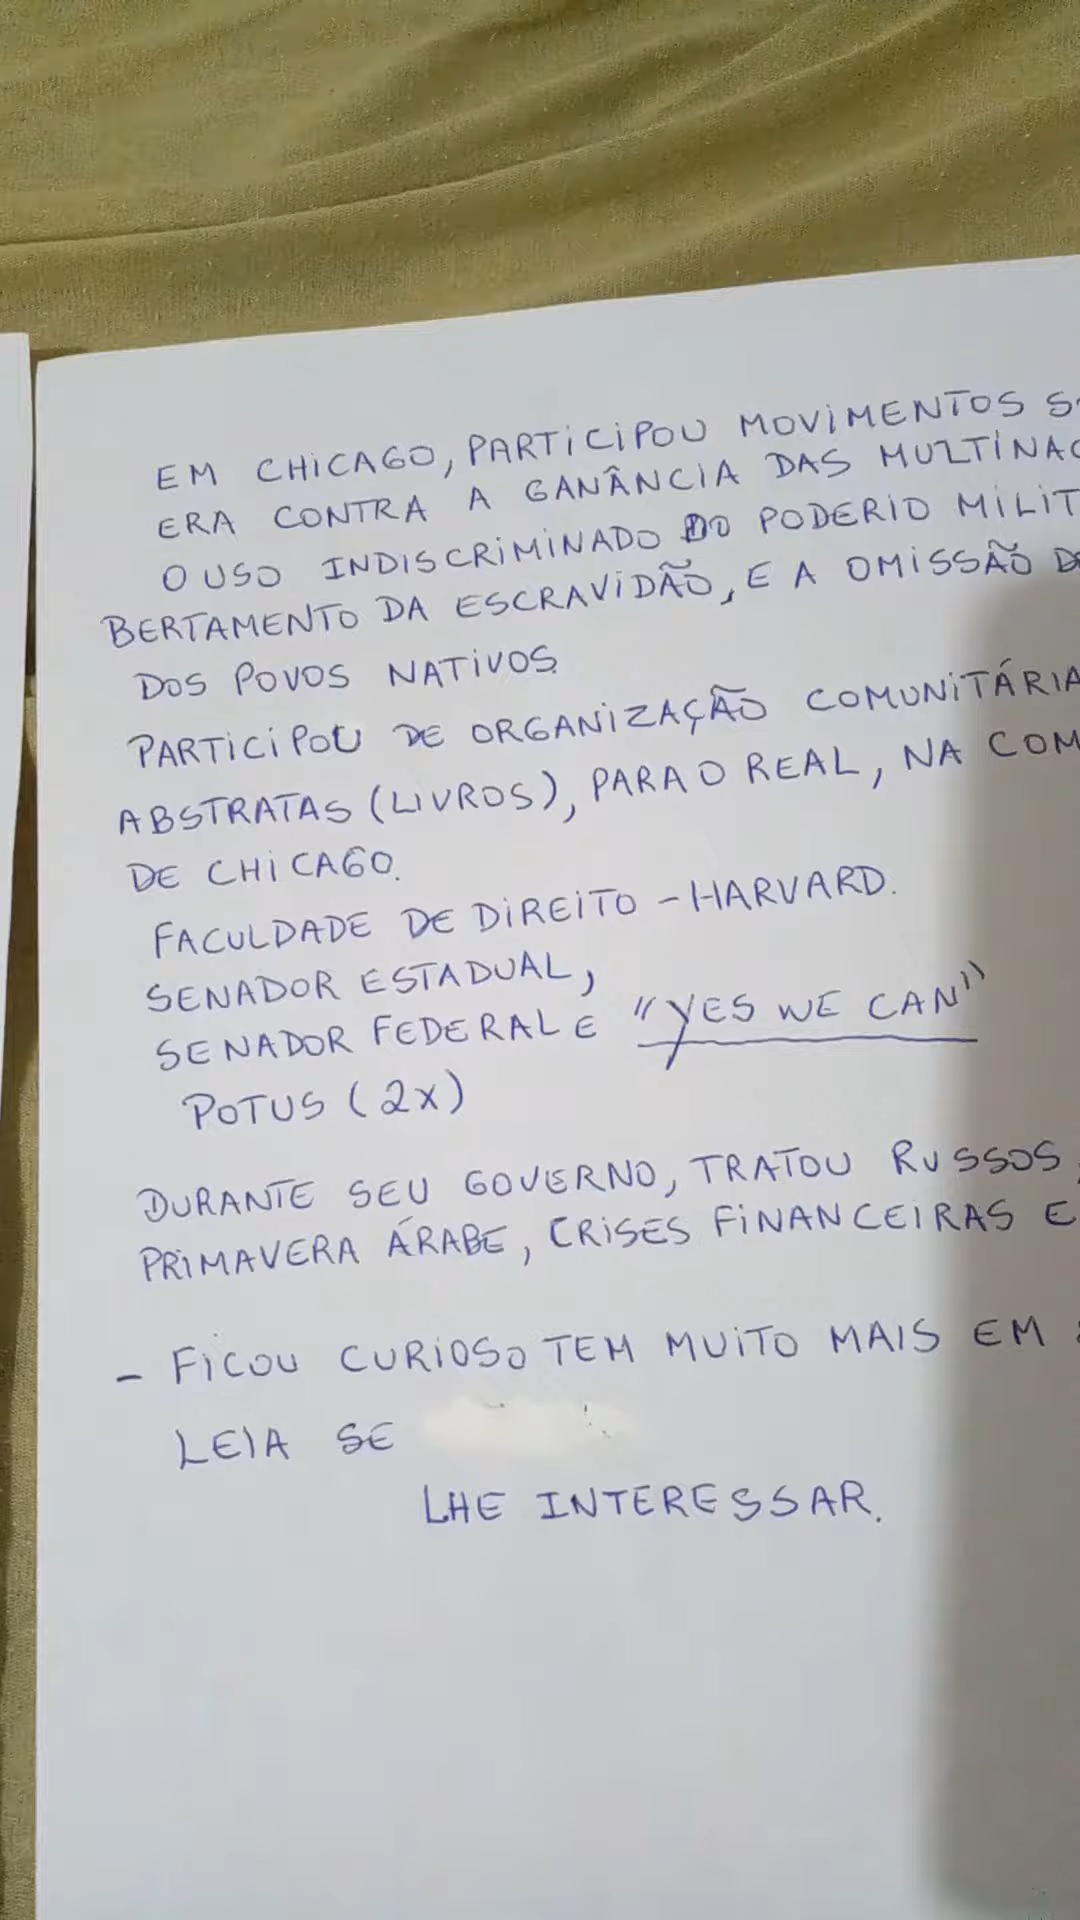 EM CHICAGO, PARTICIPOU MOVIMENTOS
ERA CONTRA A GANÂNCIA DAS MULTINAC
O USO INDISCRIMINADO DO PODERIO MILIT
BERTAMENTO DA ESCRAVIDÃO, E A OMISSÃO
DOS POVOS NATIVOS.
PARTICIPOU DE ORGANIZAÇÃO COMUNITÁRIA
ABSTRATAS (LIVROS), PARA O REAL, NA COM
DE CHICAGO.
FACULDADE DE DIREITO - HARVARD.
SENADOR ESTADUAL,
SENADOR FEDERAL E "YES WE CAN"
POTUS (2X)
DURANTE SEU GOVERNO, TRATOU RUSSOS,
PRIMAVERA ÁRABE, CRISES FINANCEIRAS E
- FICOU CURIOSO TEM MUITO MAIS EM
LEIA SE
LHE INTERESSAR.